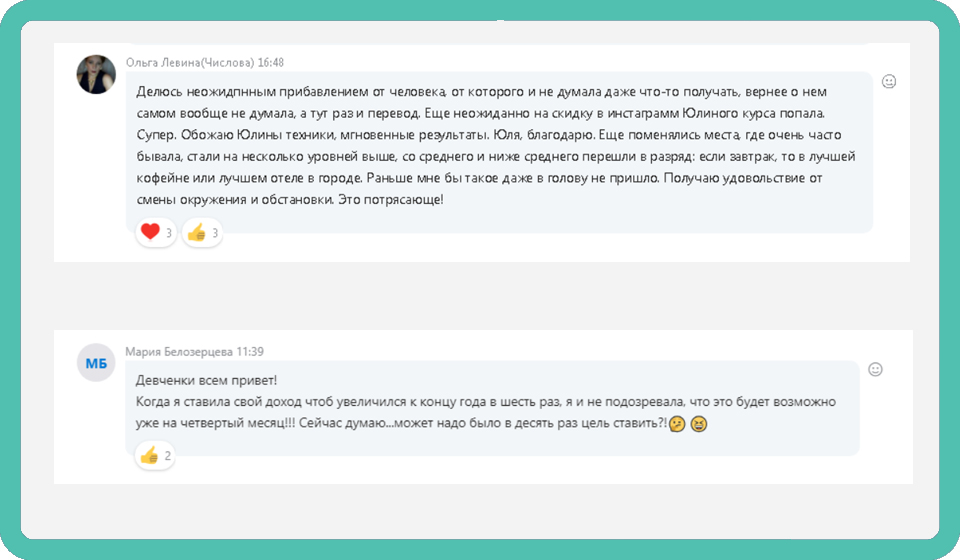 Ольга Левина(Числова) 16:48
Делюсь неожидпнным прибавлением от человека, от которого и не думала даже что-то получать, вернее о нем
самом вообще не думала, а тут раз и перевод. Еще неожиданно на скидку в инстаграмм Юлиного курса попала.
Супер. Обожаю Юлины техники, мгновенные результаты. Юля, благодарю. Еще поменялись места, где очень часто
бывала, стали на несколько уровней выше, со среднего и ниже среднего перешли в разряд: если завтрак, то в лучшей
кофейне или лучшем отеле в городе. Раньше мне бы такое даже в голову не пришло. Получаю удовольствие от
смены окружения и обстановки. Это потрясающе!
3 3
МБ
Мария Белозерцева 11:39
Девченки всем привет!
Когда я ставила свой доход чтоб увеличился к концу года в шесть раз, я и не подозревала, что это будет возможно
уже на четвертый месяц!!! Сейчас думаю...может надо было в десять раз цель ставить?!🤔😆
2